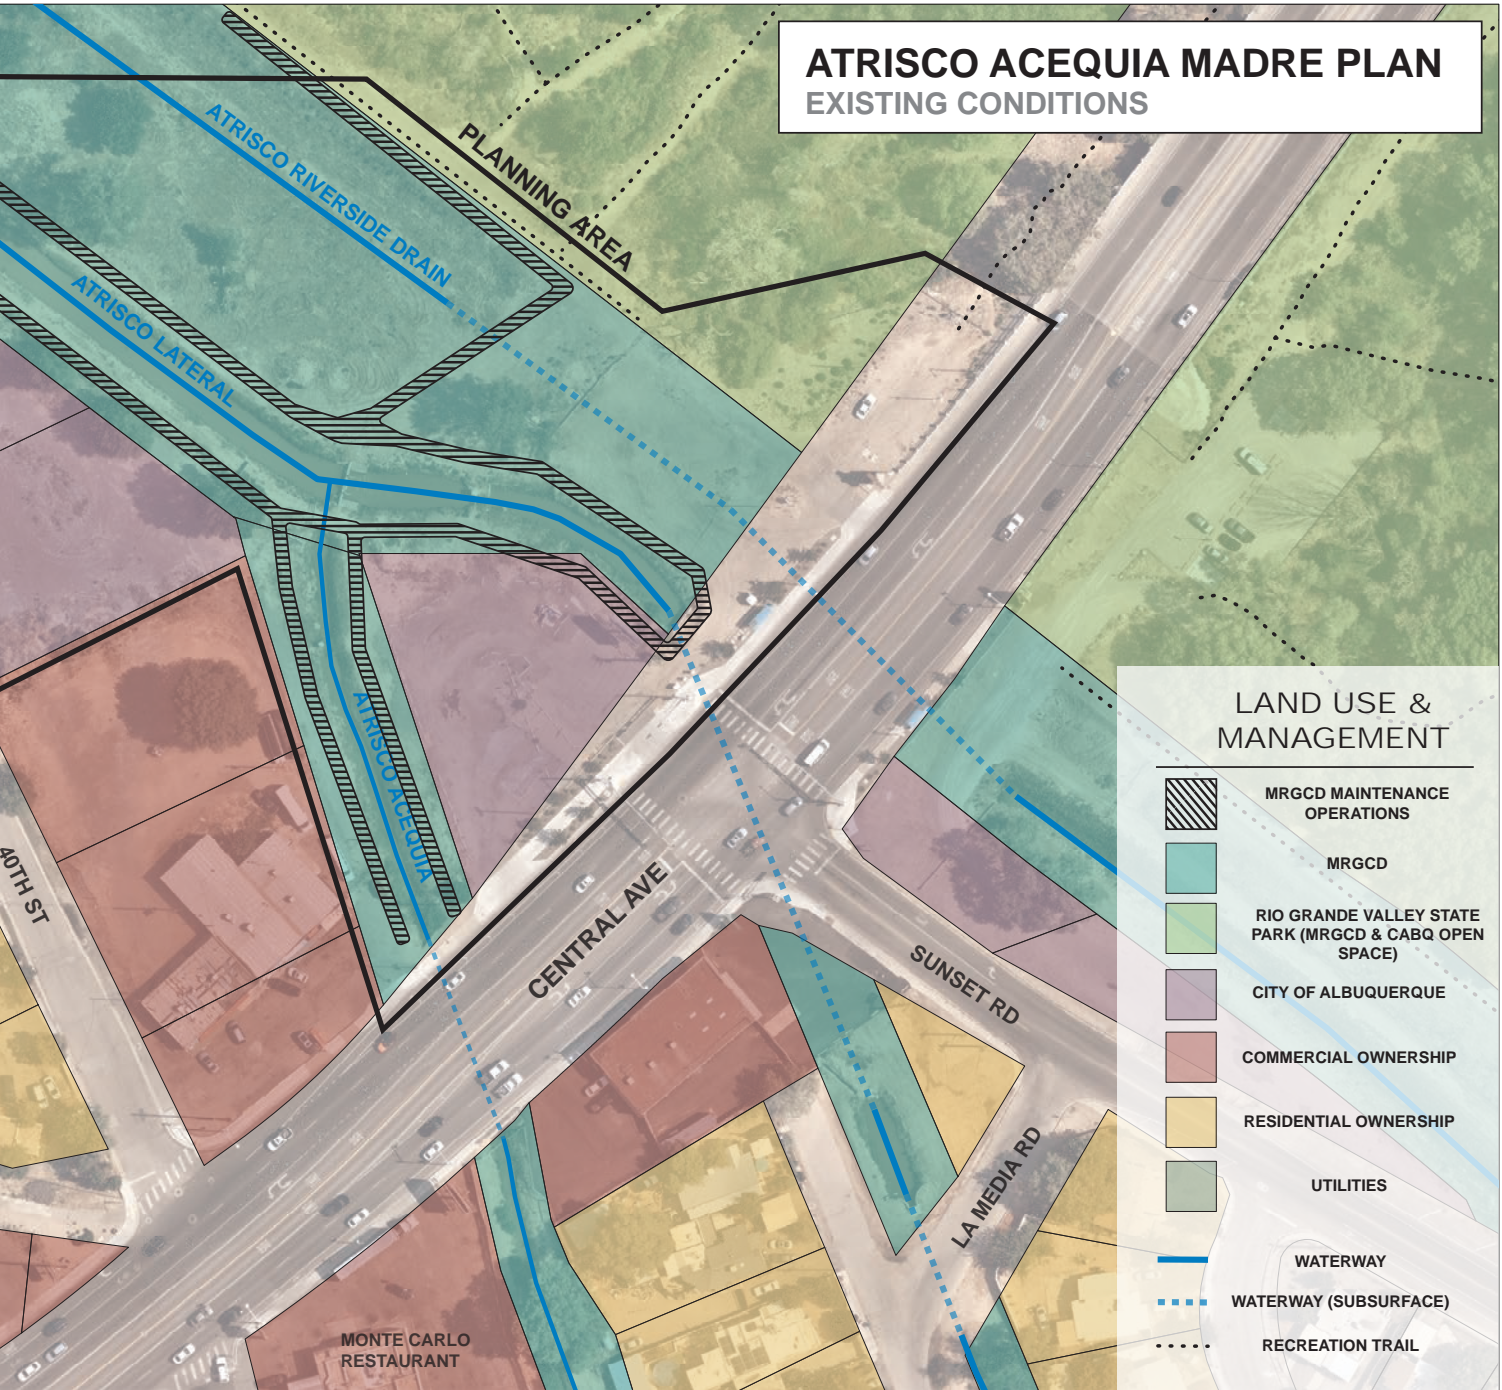 ATRISCO ACEQUIA MADRE PLAN
EXISTING CONDITIONS
ATRISCO RIVERSIDE DRAIN
PLANNING AREA
ATRISCO LATERAL
ATRISCO ACEQUIA
40TH ST
CENTRAL AVE
SUNSET RD
LA MEDIA RD
MONTE CARLO
RESTAURANT
LAND USE &
MANAGEMENT
MRGCD MAINTENANCE
OPERATIONS
MRGCD
RIO GRANDE VALLEY STATE
PARK (MRGCD & CABQ OPEN
SPACE)
CITY OF ALBUQUERQUE
COMMERCIAL OWNERSHIP
RESIDENTIAL OWNERSHIP
UTILITIES
WATERWAY
WATERWAY (SUBSURFACE)
RECREATION TRAIL